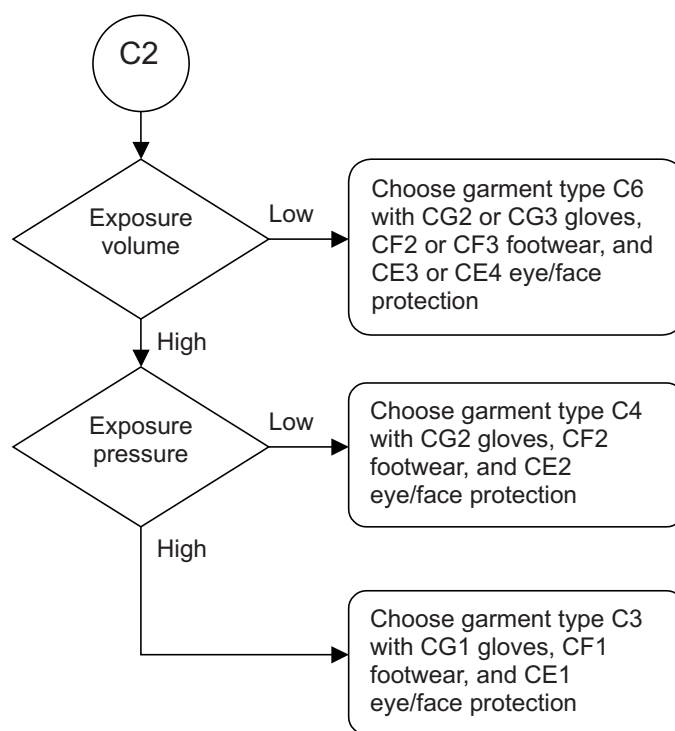 C2
Exposure
volume
Low
Choose garment type C6
with CG2 or CG3 gloves,
CF2 or CF3 footwear, and
CE3 or CE4 eye/face
protection
High
Exposure
pressure
Low
Choose garment type C4
with CG2 gloves, CF2
footwear, and CE2
eye/face protection
High
Choose garment type C3
with CG1 gloves, CF1
footwear, and CE1
eye/face protection